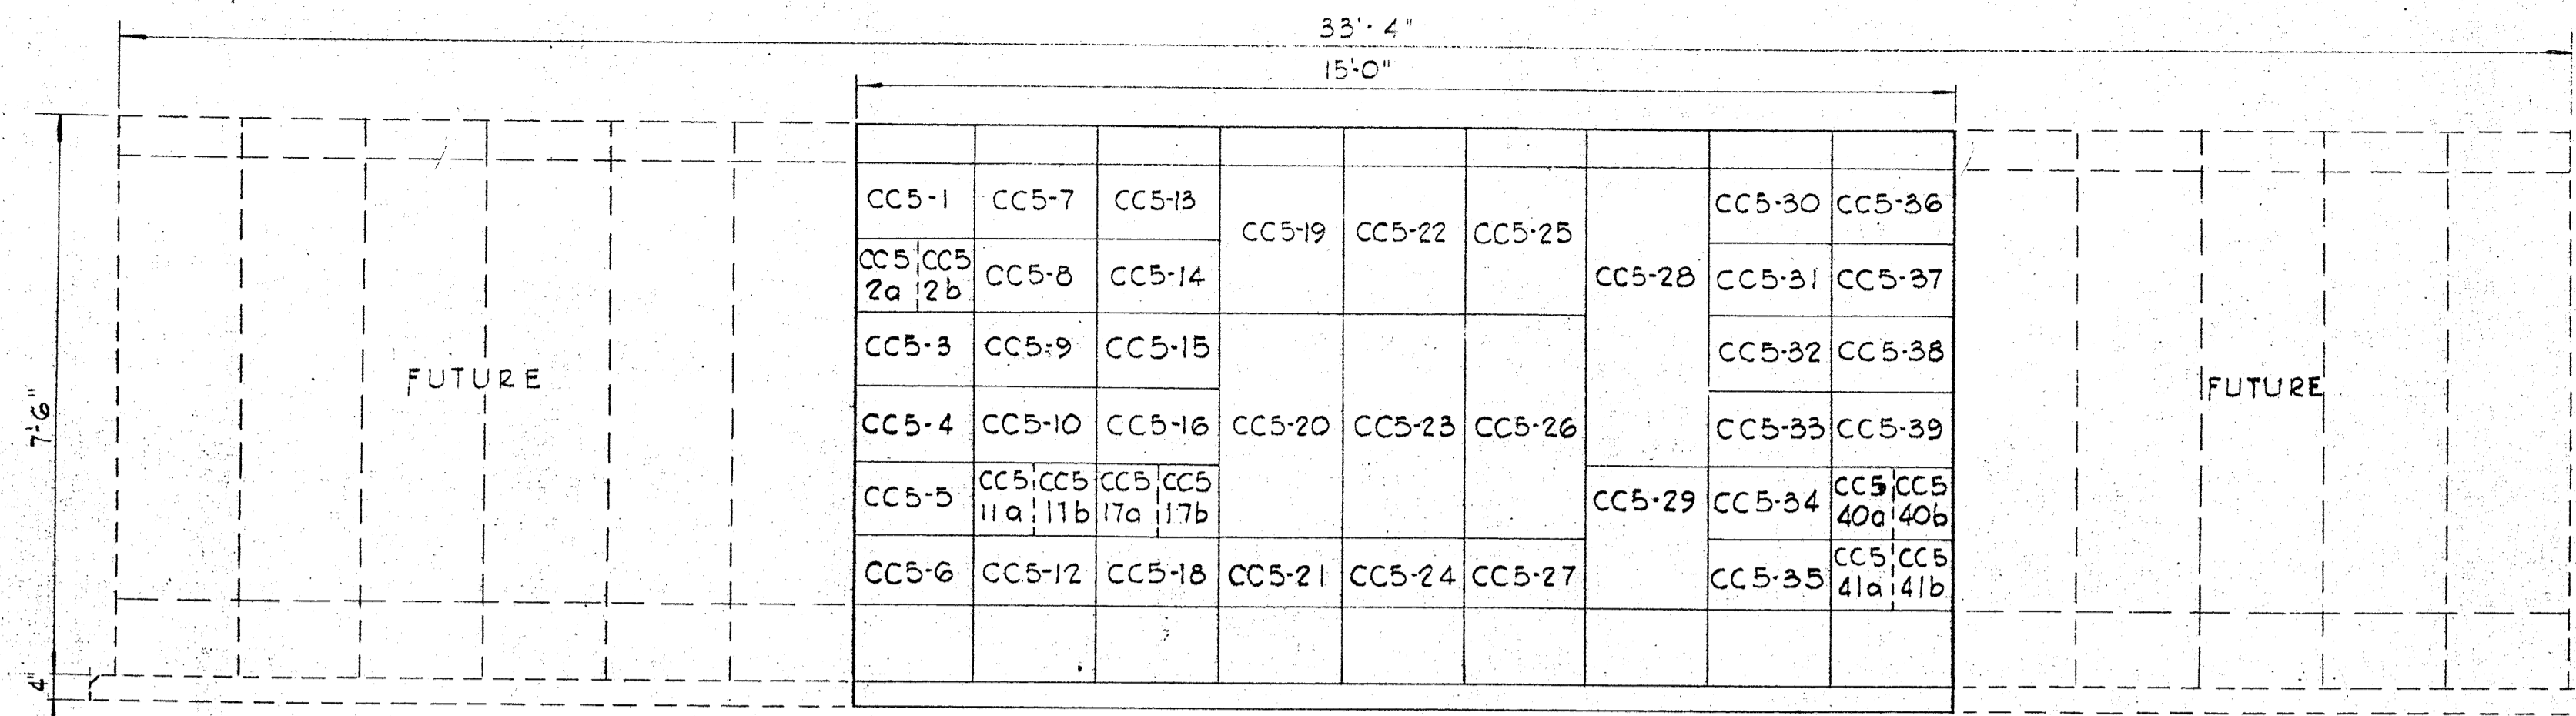 33'-4"
15'-0"
CC5-1 CC5-7 CC5-13 CC5-19 CC5-22 CC5-25 CC5-28 CC5-30 CC5-36
CC5 2a CC5 2b CC5-8 CC5-14 CC5-31 CC5-37
CC5-3 CC5-9 CC5-15 CC5-32 CC5-38
FUTURE
FUTURE
7'-6"
CC5-4 CC5-10 CC5-16 CC5-20 CC5-23 CC5-26 CC5-33 CC5-39
CC5-5 CC5 11a CC5 11b CC5 17a CC5 17b CC5-29 CC5-34 CC5 40a CC5 40b
CC5-6 CC5-12 CC5-18 CC5-21 CC5-24 CC5-27 CC5-35 CC5 41a CC5 41b
4"